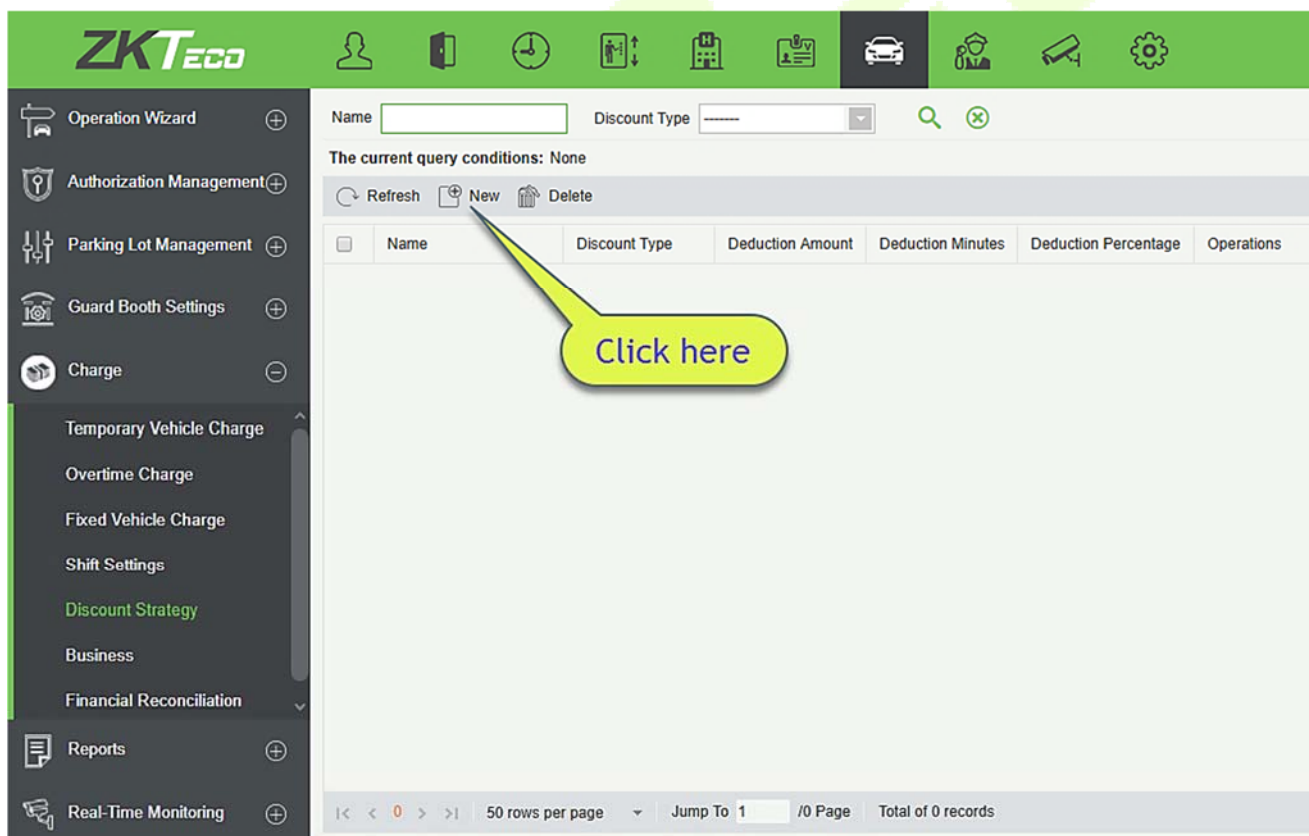 ZKTECO
Operation Wizard
Authorization Management
Parking Lot Management
Guard Booth Settings
Charge
Temporary Vehicle Charge
Overtime Charge
Fixed Vehicle Charge
Shift Settings
Discount Strategy
Business
Financial Reconciliation
Reports
Real-Time Monitoring
Name Discount Type -------
The current query conditions: None
Refresh New Delete
Name Discount Type Deduction Amount Deduction Minutes Deduction Percentage Operations
Click here
|< < 0 > >| 50 rows per page Jump To 1 /0 Page Total of 0 records